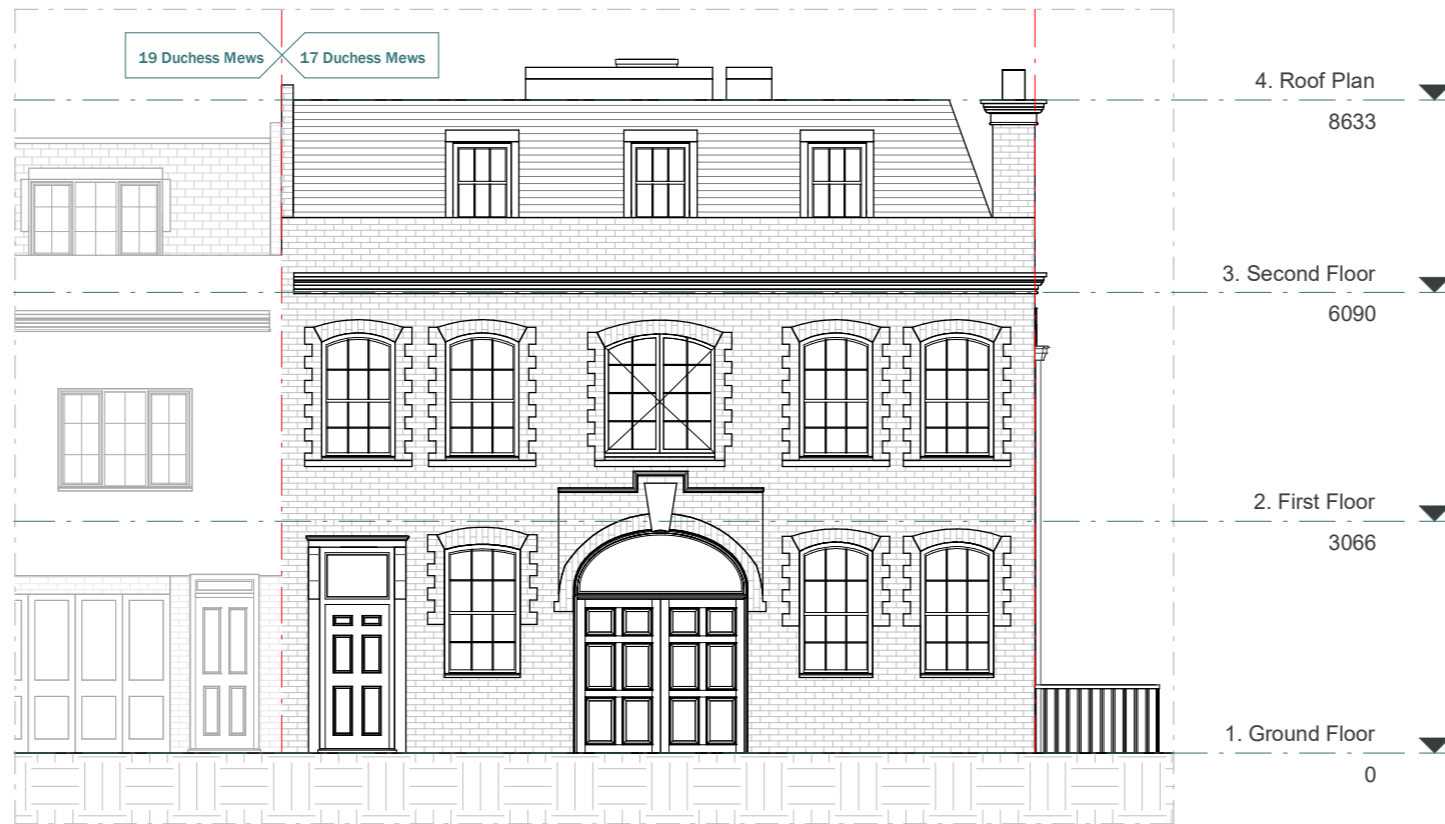 19 Duchess Mews
17 Duchess Mews
4. Roof Plan
8633
3. Second Floor
6090
2. First Floor
3066
1. Ground Floor
0